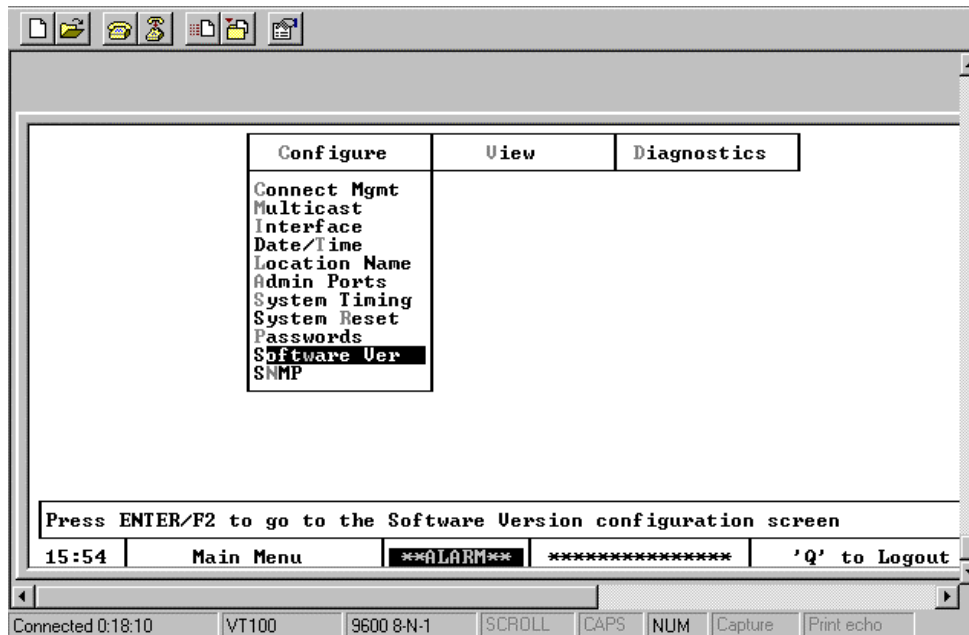 Configure View Diagnostics
Connect Mgmt
Multicast
Interface
Date/Time
Location Name
Admin Ports
System Timing
System Reset
Passwords
Software Ver
SNMP
Press ENTER/F2 to go to the Software Version configuration screen
15:54 Main Menu **ALARM** *************** 'Q' to Logout
Connected 0:18:10 VT100 9600 8-N-1 SCROLL CAPS NUM Capture Print echo